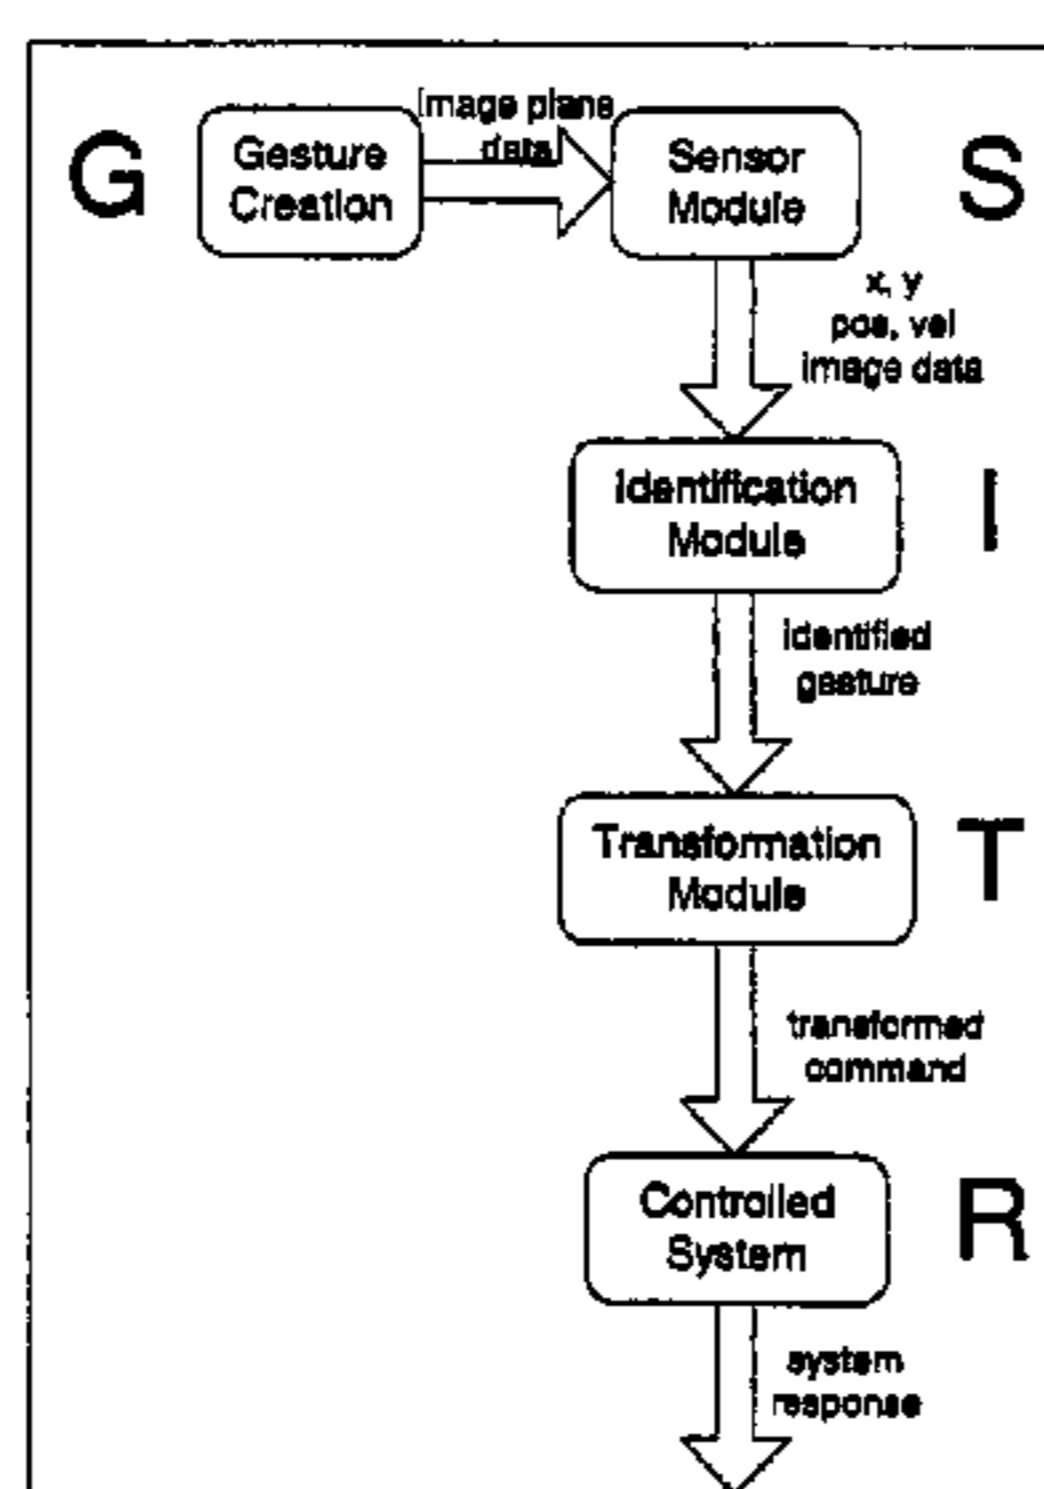 G
Gesture
Creation
Image plane
data
Sensor
Module
S
x, y
pos, vel
image data
Identification
Module
I
identified
gesture
Transformation
Module
T
transformed
command
Controlled
System
R
system
response